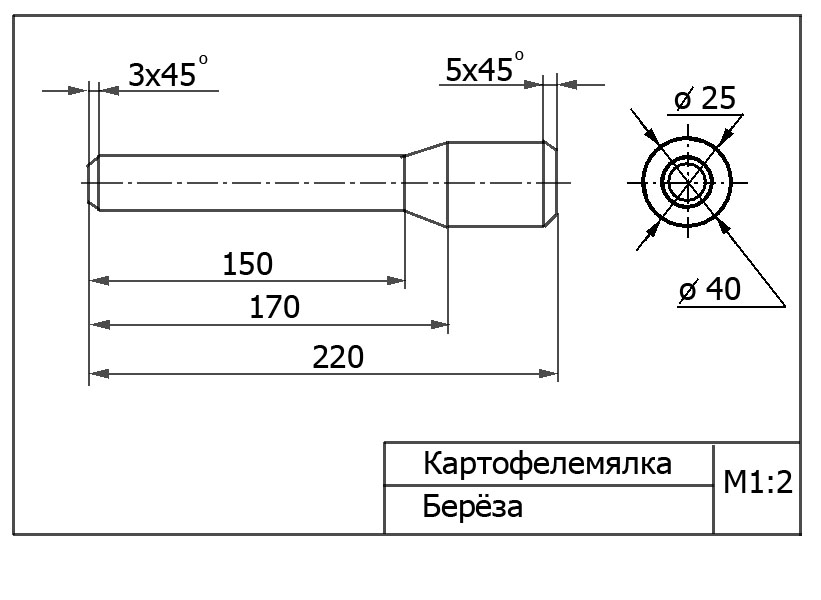 3x45°
5x45°
ø 25
150
170
220
ø 40
Картофелемялка
Берёза
М1:2